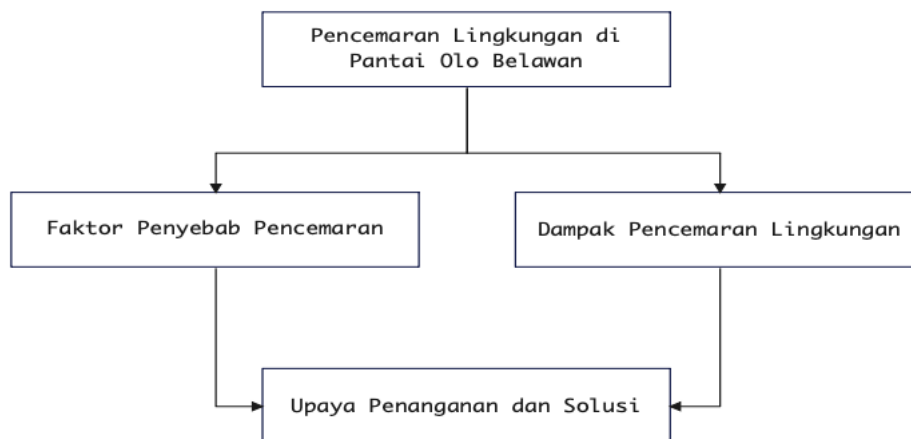 Pencemaran Lingkungan di
Pantai Olo Belawan
Faktor Penyebab Pencemaran
Dampak Pencemaran Lingkungan
Upaya Penanganan dan Solusi